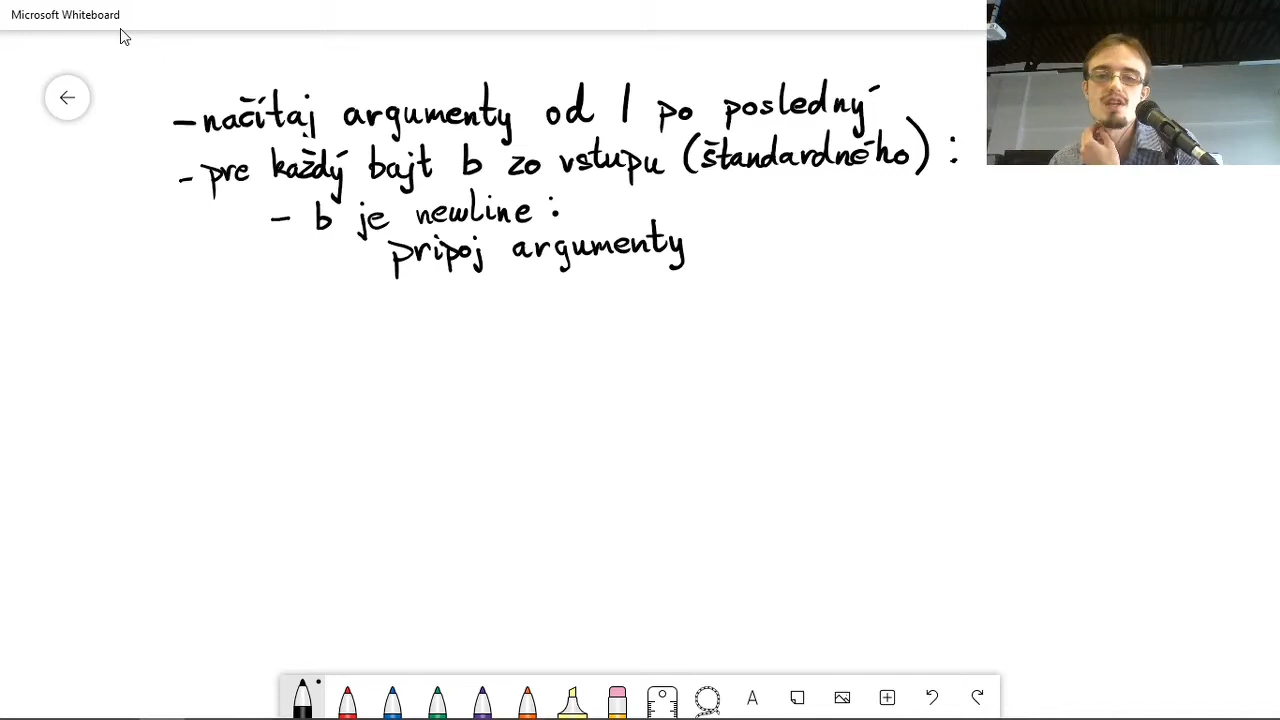 Microsoft Whiteboard
- načítaj argumenty od 1 po posledný
- pre každý bajt b zo vstupu (štandardného) :
- b je newline :
pripoj argumenty
A